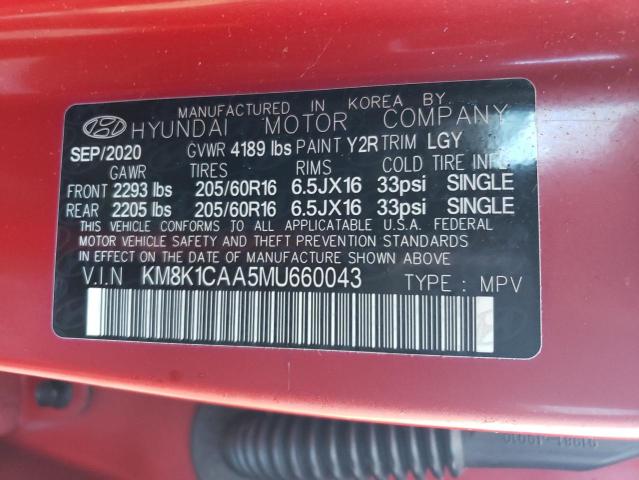 MANUFACTURED IN KOREA BY
HYUNDAI MOTOR COMPANY
SEP/2020 GVWR 4189 lbs PAINT Y2R TRIM LGY
GAWR TIRES RIMS COLD TIRE INFL
FRONT 2293 lbs 205/60R16 6.5JX16 33psi SINGLE
REAR 2205 lbs 205/60R16 6.5JX16 33psi SINGLE
THIS VEHICLE CONFORMS TO ALL APPLICABLE U.S.A. FEDERAL
MOTOR VEHICLE SAFETY AND THEFT PREVENTION STANDARDS
IN EFFECT ON THE DATE OF MANUFACTURE SHOWN ABOVE
V.I.N KM8K1CAA5MU660043 TYPE : MPV